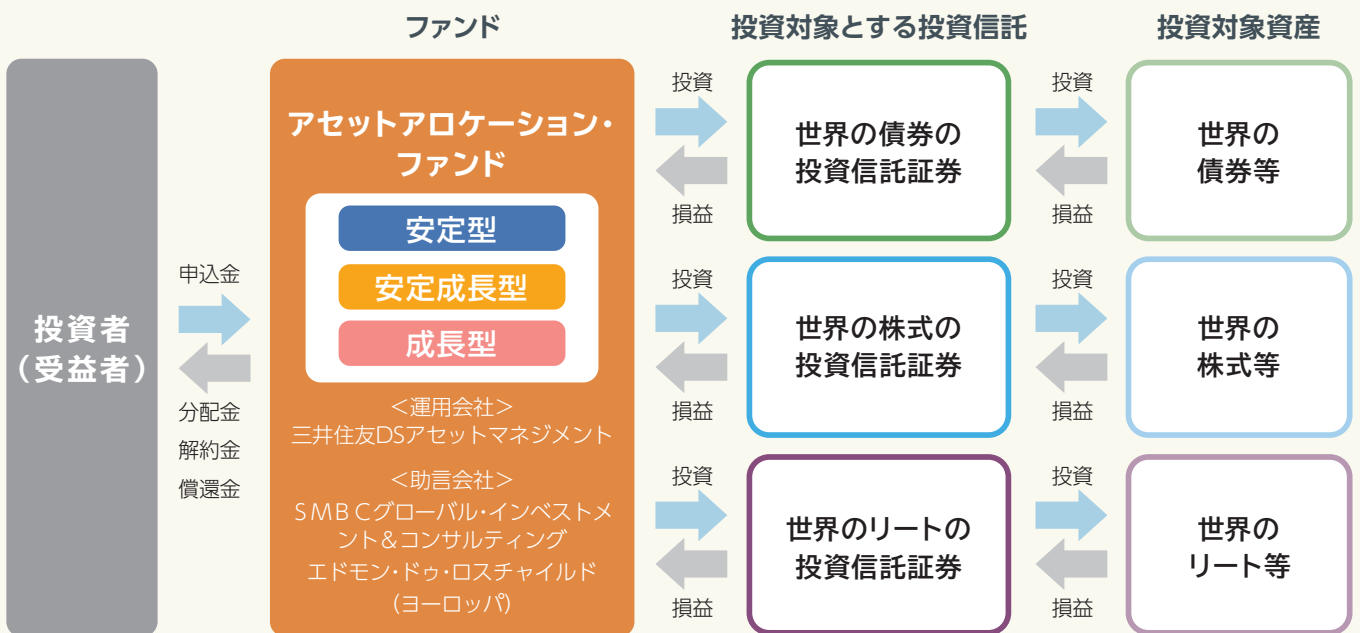 ファンド
投資対象とする投資信託
投資対象資産
投資者
（受益者）
申込金
分配金
解約金
償還金
アセットアロケーション・
ファンド
安定型
安定成長型
成長型
＜運用会社＞
三井住友DSアセットマネジメント
＜助言会社＞
ＳＭＢＣグローバル・インベストメ
ント＆コンサルティング
エドモン・ドゥ・ロスチャイルド
(ヨーロッパ)
投資
損益
世界の債券の
投資信託証券
投資
損益
世界の
債券等
投資
損益
世界の株式の
投資信託証券
投資
損益
世界の
株式等
投資
損益
世界のリートの
投資信託証券
投資
損益
世界の
リート等